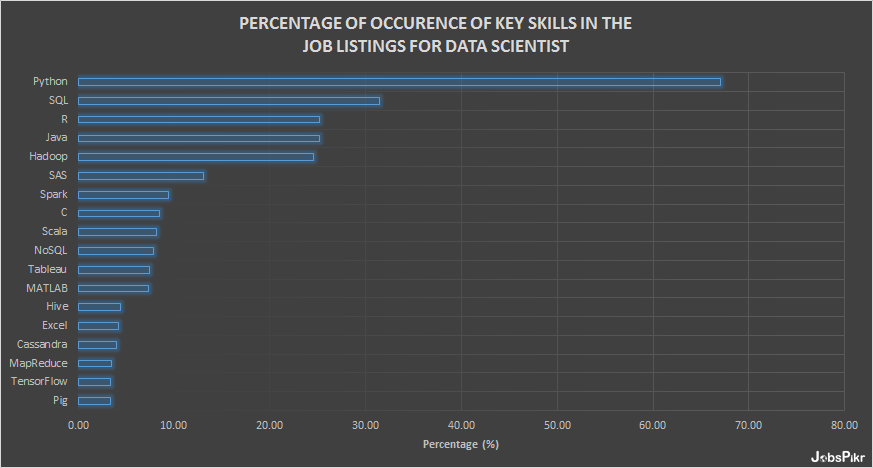 PERCENTAGE OF OCCURENCE OF KEY SKILLS IN THE
JOB LISTINGS FOR DATA SCIENTIST
Python
SQL
R
Java
Hadoop
SAS
Spark
C
Scala
NoSQL
Tableau
MATLAB
Hive
Excel
Cassandra
MapReduce
TensorFlow
Pig
0.00 10.00 20.00 30.00 40.00 50.00 60.00 70.00 80.00
Percentage (%)
JobsPikr